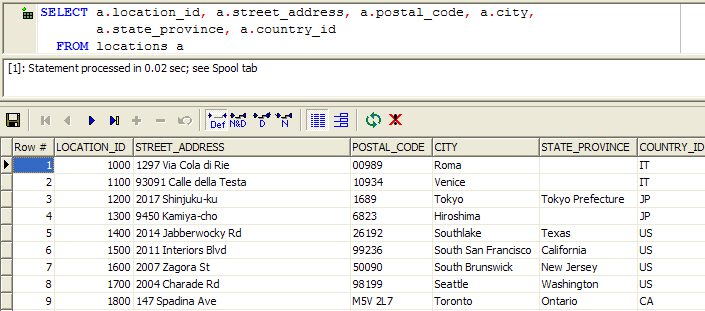 SELECT a.location_id, a.street_address, a.postal_code, a.city,
a.state_province, a.country_id
FROM locations a
[1]: Statement processed in 0.02 sec; see Spool tab
Def N&D D N
Row # LOCATION_ID STREET_ADDRESS POSTAL_CODE CITY STATE_PROVINCE COUNTRY_ID
1 1000 1297 Via Cola di Rie 00989 Roma IT
2 1100 93091 Calle della Testa 10934 Venice IT
3 1200 2017 Shinjuku-ku 1689 Tokyo Tokyo Prefecture JP
4 1300 9450 Kamiya-cho 6823 Hiroshima JP
5 1400 2014 Jabberwocky Rd 26192 Southlake Texas US
6 1500 2011 Interiors Blvd 99236 South San Francisco California US
7 1600 2007 Zagora St 50090 South Brunswick New Jersey US
8 1700 2004 Charade Rd 98199 Seattle Washington US
9 1800 147 Spadina Ave M5V 2L7 Toronto Ontario CA